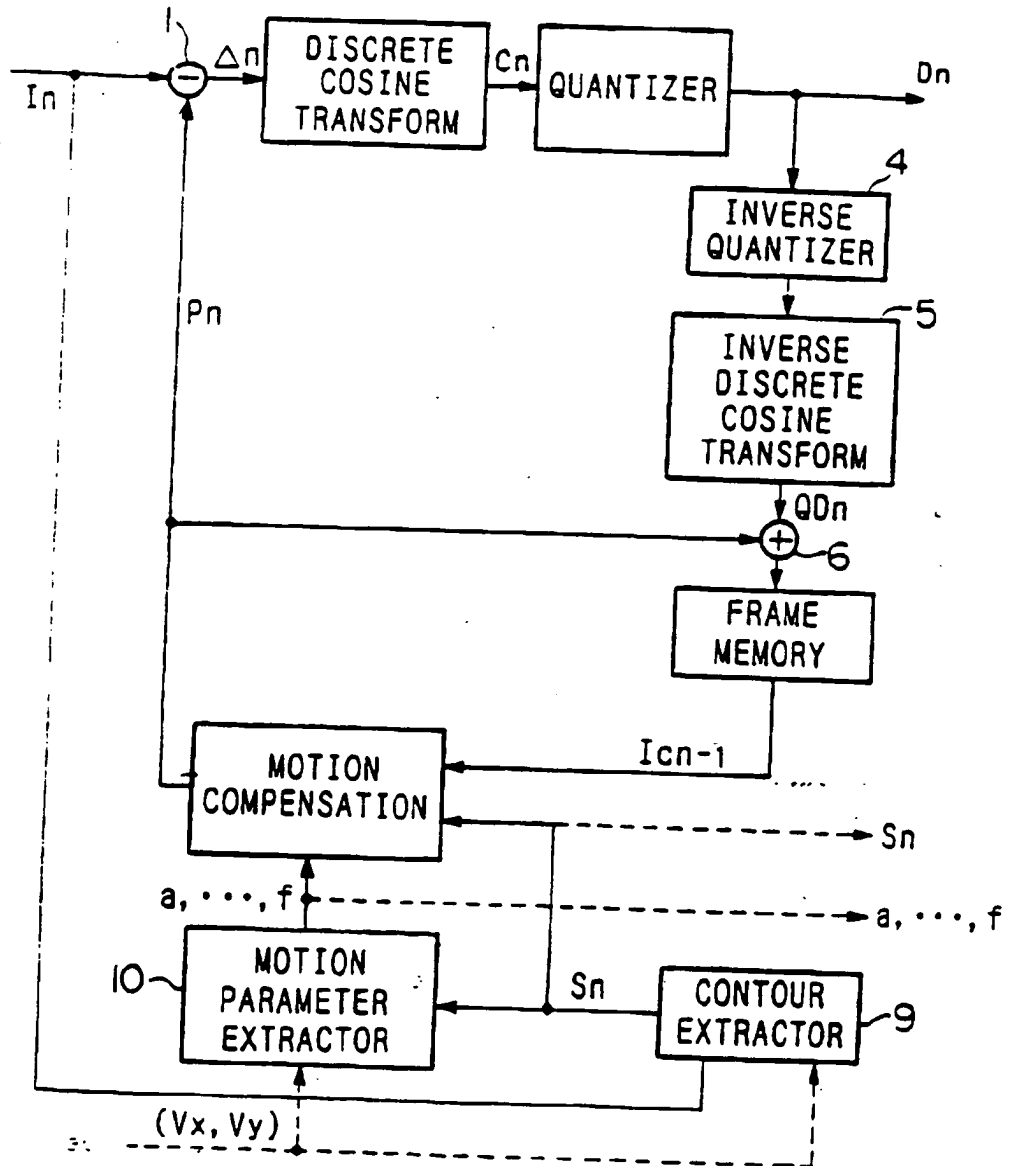 1
In
Δn
DISCRETE
COSINE
TRANSFORM
Cn
QUANTIZER
Dn
4
INVERSE
QUANTIZER
Pn
5
INVERSE
DISCRETE
COSINE
TRANSFORM
QDn
6
FRAME
MEMORY
MOTION
COMPENSATION
Icn-1
Sn
a, ···, f
a, ···, f
10
MOTION
PARAMETER
EXTRACTOR
Sn
CONTOUR
EXTRACTOR
9
(Vx, Vy)